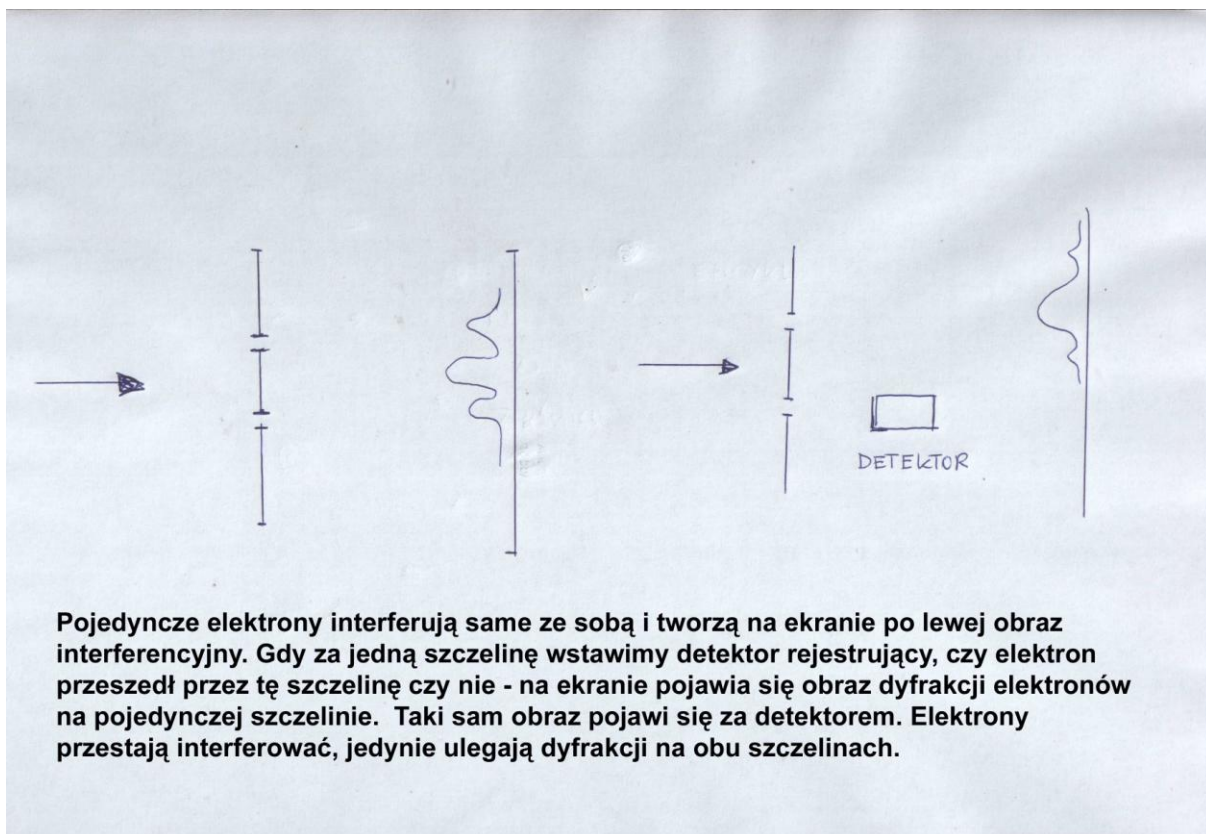 DETEKTOR
Pojedyncze elektrony interferują same ze sobą i tworzą na ekranie po lewej obraz
interferencyjny. Gdy za jedną szczelinę wstawimy detektor rejestrujący, czy elektron
przeszedł przez tę szczelinę czy nie - na ekranie pojawia się obraz dyfrakcji elektronów
na pojedynczej szczelinie.  Taki sam obraz pojawi się za detektorem. Elektrony
przestają interferować, jedynie ulegają dyfrakcji na obu szczelinach.